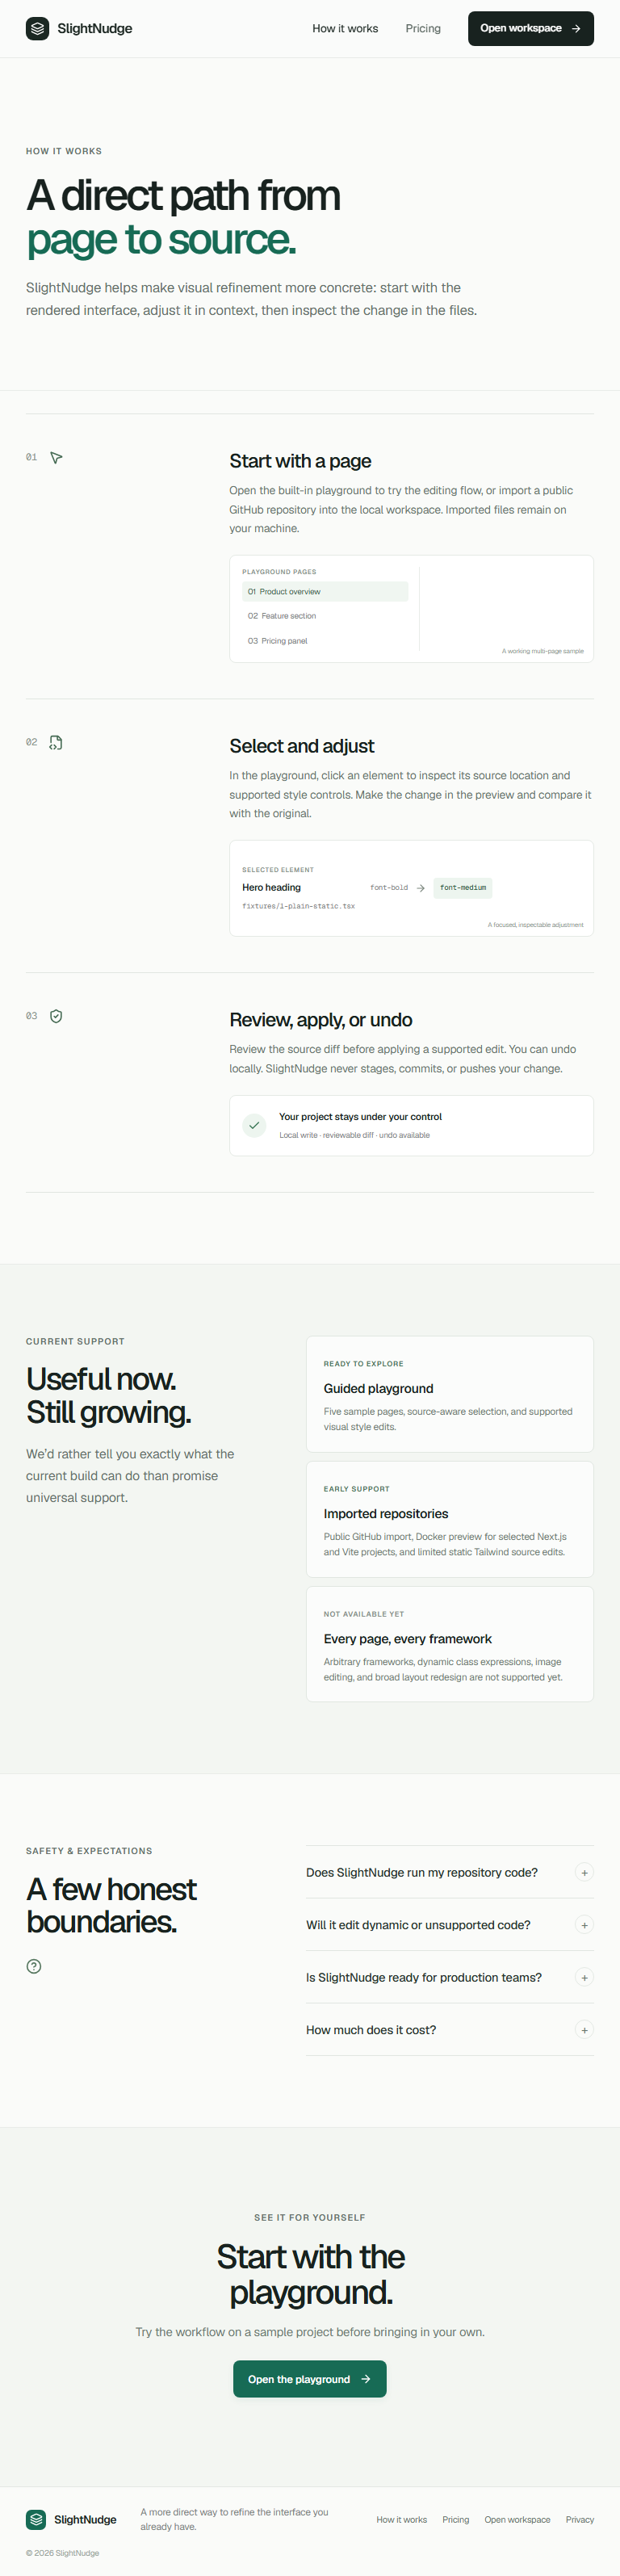 SlightNudge
How it works
Pricing
Open workspace
HOW IT WORKS
A direct path from
page to source.
SlightNudge helps make visual refinement more concrete: start with the
rendered interface, adjust it in context, then inspect the change in the files.
01
Start with a page
Open the built-in playground to try the editing flow, or import a public
GitHub repository into the local workspace. Imported files remain on
your machine.
PLAYGROUND PAGES
01 Product overview
02 Feature section
03 Pricing panel
A working multi-page sample
02
Select and adjust
In the playground, click an element to inspect its source location and
supported style controls. Make the change in the preview and compare it
with the original.
SELECTED ELEMENT
Hero heading
fixtures/1-plain-static.tsx
font-bold
font-medium
A focused, inspectable adjustment
03
Review, apply, or undo
Review the source diff before applying a supported edit. You can undo
locally. SlightNudge never stages, commits, or pushes your change.
Your project stays under your control
Local write · reviewable diff · undo available
CURRENT SUPPORT
Useful now.
Still growing.
We’d rather tell you exactly what the
current build can do than promise
universal support.
READY TO EXPLORE
Guided playground
Five sample pages, source-aware selection, and supported
visual style edits.
EARLY SUPPORT
Imported repositories
Public GitHub import, Docker preview for selected Next.js
and Vite projects, and limited static Tailwind source edits.
NOT AVAILABLE YET
Every page, every framework
Arbitrary frameworks, dynamic class expressions, image
editing, and broad layout redesign are not supported yet.
SAFETY & EXPECTATIONS
A few honest
boundaries.
Does SlightNudge run my repository code?
Will it edit dynamic or unsupported code?
Is SlightNudge ready for production teams?
How much does it cost?
SEE IT FOR YOURSELF
Start with the
playground.
Try the workflow on a sample project before bringing in your own.
Open the playground
SlightNudge
A more direct way to refine the interface you
already have.
How it works
Pricing
Open workspace
Privacy
© 2026 SlightNudge